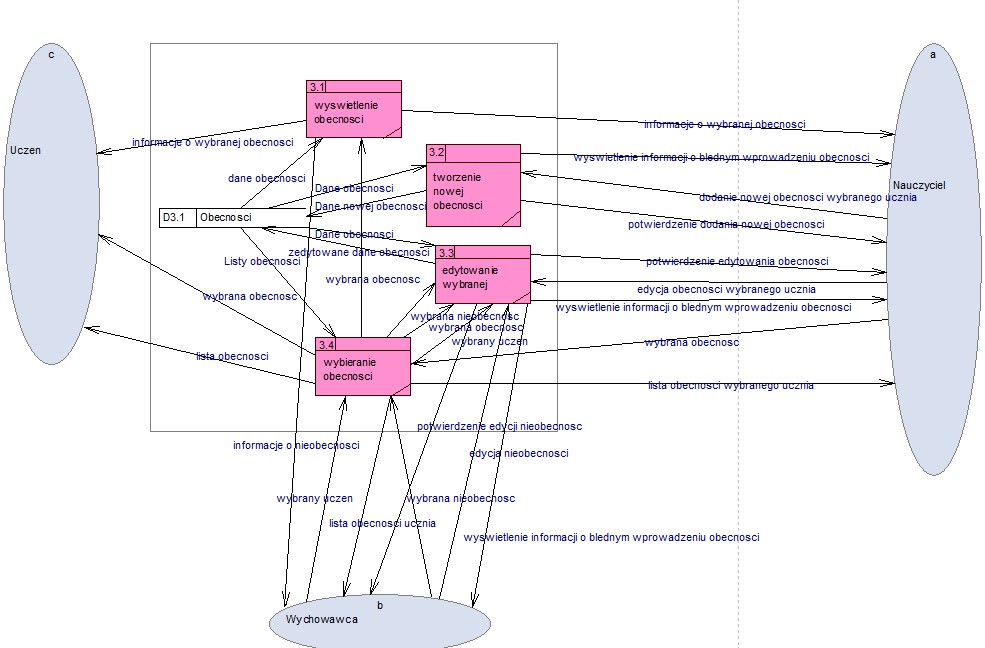 c
a
3.1
wyswietlenie
obecnosci
Uczen
informacje o wybranej obecnosci
informacje o wybranej obecnosci
3.2
wyswietlenie informacji o blednym wprowadzeniu obecnosci
tworzenie
nowej
obecnosci
dane obecnosci
Dane obecnosci
Nauczyciel
dodanie nowej obecnosci wybranego ucznia
Dane nowej obecnosci
D3.1 Obecnosci
potwierdzenie dodania nowej obecnosci
Dane obecnosci
zedytowane dane obecnosci
3.3
Listy obecnosci
potwierdzenie edytowania obecnosci
edytowanie
wybranej
wybrana obecnosc
edycja obecnosci wybranego ucznia
wybrana obecnosc
wyswietlenie informacji o blednym wprowadzeniu obecnosci
wybrana nieobecnosc
wybrana obecnosc
wybrany uczen
wybrana obecnosc
3.4
wybieranie
obecnosci
lista obecnosci
lista obecnosci wybranego ucznia
potwierdzenie edycji nieobecnosc
informacje o nieobecnosci
edycja nieobecnosc
wybrany uczen
wybrana nieobecnosc
lista obecnosci ucznia
wyswietlenie informacji o blednym wprowadzeniu obecnosci
b
Wychowawca